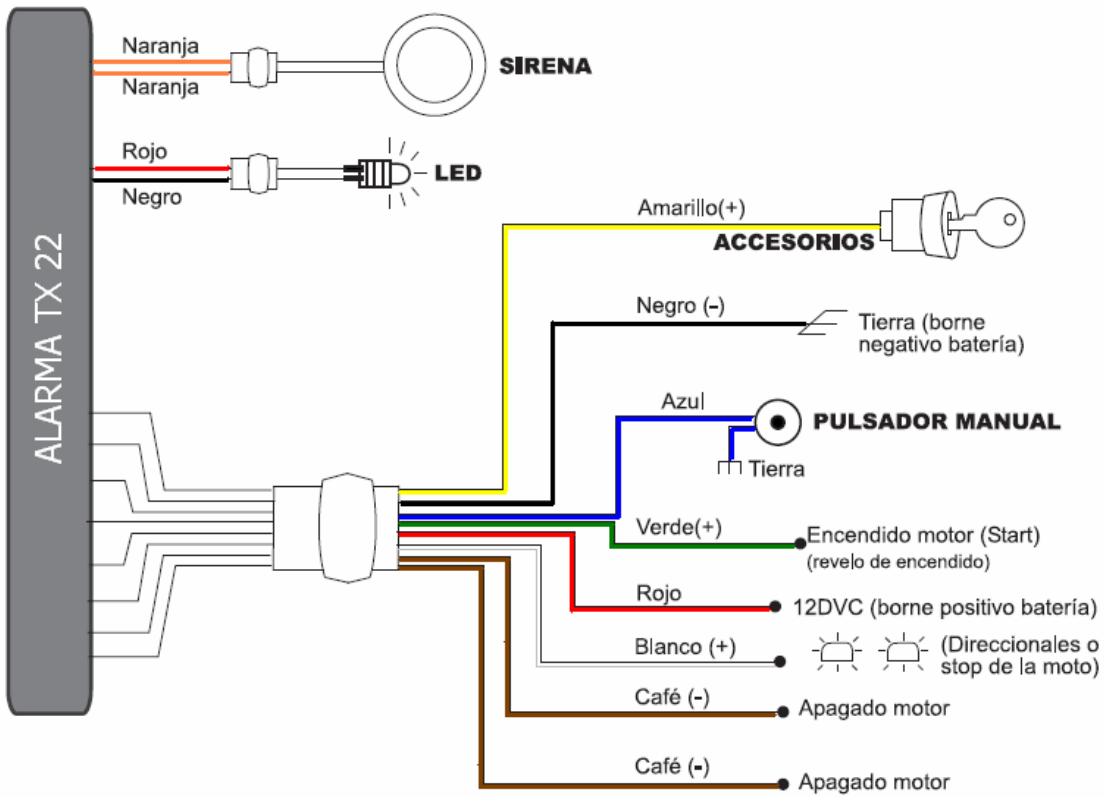 Naranja
Naranja
SIRENA
Rojo
Negro
LED
ALARMA TX 22
Amarillo(+)
ACCESORIOS
Negro (-)
Tierra (borne
negativo batería)
Azul
PULSADOR MANUAL
Tierra
Verde(+)
Encendido motor (Start)
(revelo de encendido)
Rojo
12DVC (borne positivo batería)
Blanco (+)
(Direccionales o
stop de la moto)
Café (-)
Apagado motor
Café (-)
Apagado motor